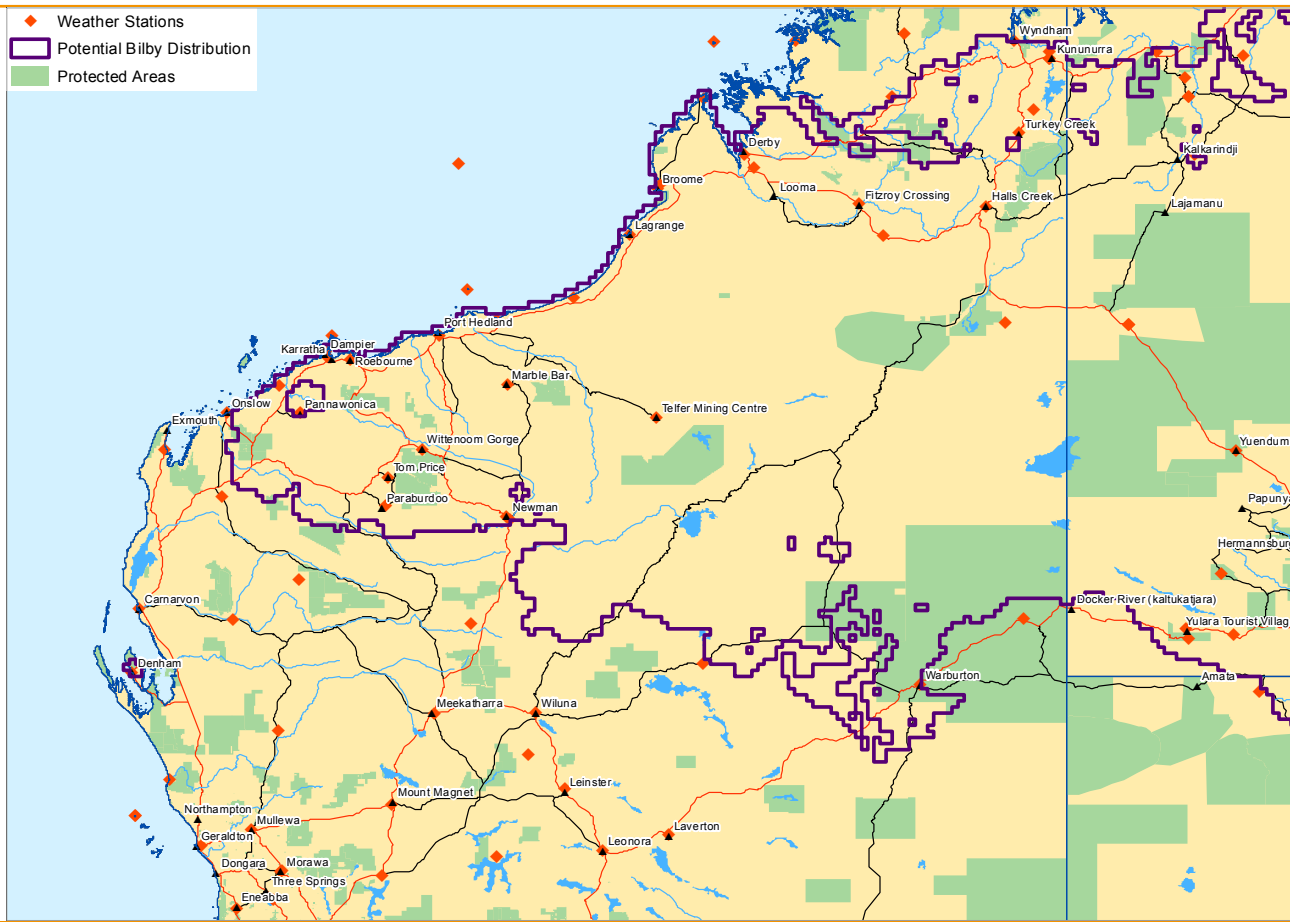 Weather Stations
Potential Bilby Distribution
Protected Areas
Wyndham
Kununurra
Turkey Creek
Derby
Kalkarindji
Broome
Looma
Fitzroy Crossing
Halls Creek
Lajamanu
Lagrange
Port Hedland
Karratha
Dampier
Roebourne
Marble Bar
Onslow
Pannawonica
Telfer Mining Centre
Exmouth
Wittenoom Gorge
Yuendum
Tom Price
Paraburdoo
Newman
Papunya
Hermannsbur
Carnarvon
Docker River (kaltukatjara)
Yulara Tourist Villag
Denham
Warburton
Amata
Meekatharra
Wiluna
Leinster
Mount Magnet
Northampton
Mullewa
Geraldton
Laverton
Leonora
Dongara
Morawa
Three Springs
Eneabba